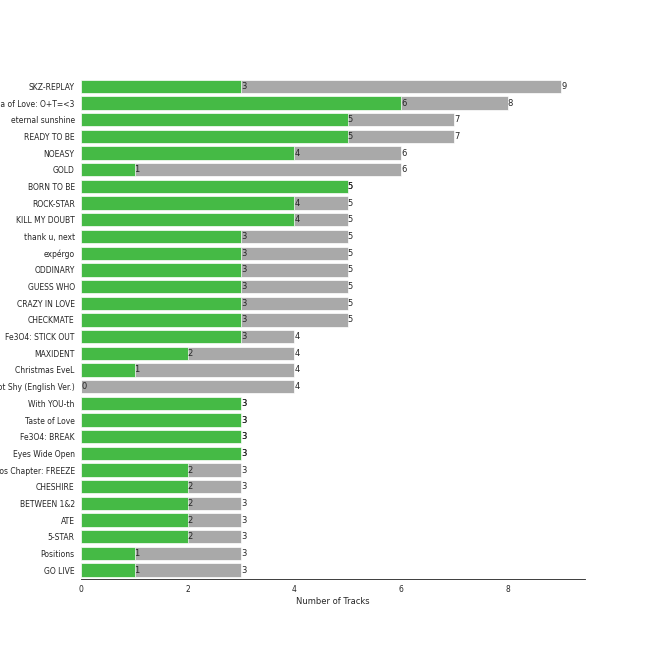 SKZ-REPLAY 3 9
a of Love: O+T=<3 6 8
eternal sunshine 5 7
READY TO BE 5 7
NOEASY 4 6
GOLD 1 6
BORN TO BE 5
ROCK-STAR 4 5
KILL MY DOUBT 4 5
thank u, next 3 5
expérgo 3 5
ODDINARY 3 5
GUESS WHO 3 5
CRAZY IN LOVE 3 5
CHECKMATE 3 5
Fe3O4: STICK OUT 3 4
MAXIDENT 2 4
Christmas EveL 1 4
ot Shy (English Ver.) 0 4
With YOU-th 3
Taste of Love 3
Fe3O4: BREAK 3
Eyes Wide Open 3
os Chapter: FREEZE 2 3
CHESHIRE 2 3
BETWEEN 1&2 2 3
ATE 2 3
5-STAR 2 3
Positions 1 3
GO LIVE 1 3
0 2 4 6 8
Number of Tracks